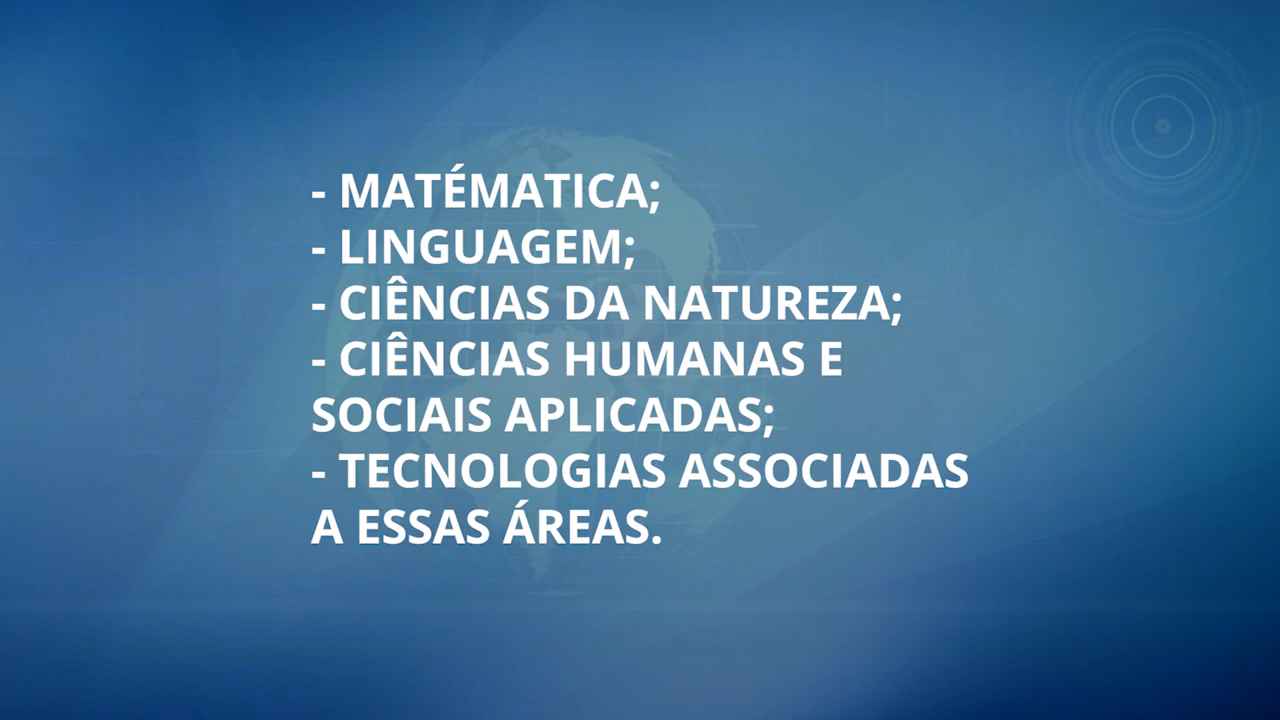 - MATÉMATICA;
- LINGUAGEM;
- CIÊNCIAS DA NATUREZA;
- CIÊNCIAS HUMANAS E
SOCIAIS APLICADAS;
- TECNOLOGIAS ASSOCIADAS
A ESSAS ÁREAS.